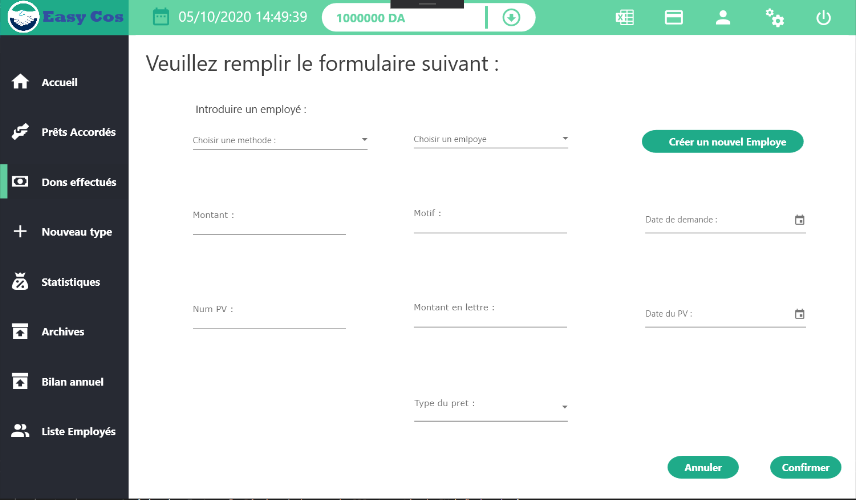 Easy Cos
05/10/2020 14:49:39
1000000 DA
Accueil
Prêts Accordés
Dons effectués
Nouveau type
Statistiques
Archives
Bilan annuel
Liste Employés
Veuillez remplir le formulaire suivant :
Introduire un employé :
Choisir une methode :
Choisir un emlpoye
Créer un nouvel Employe
Montant :
Motif :
Date de demande :
Num PV :
Montant en lettre :
Date du PV :
Type du pret :
Annuler
Confirmer